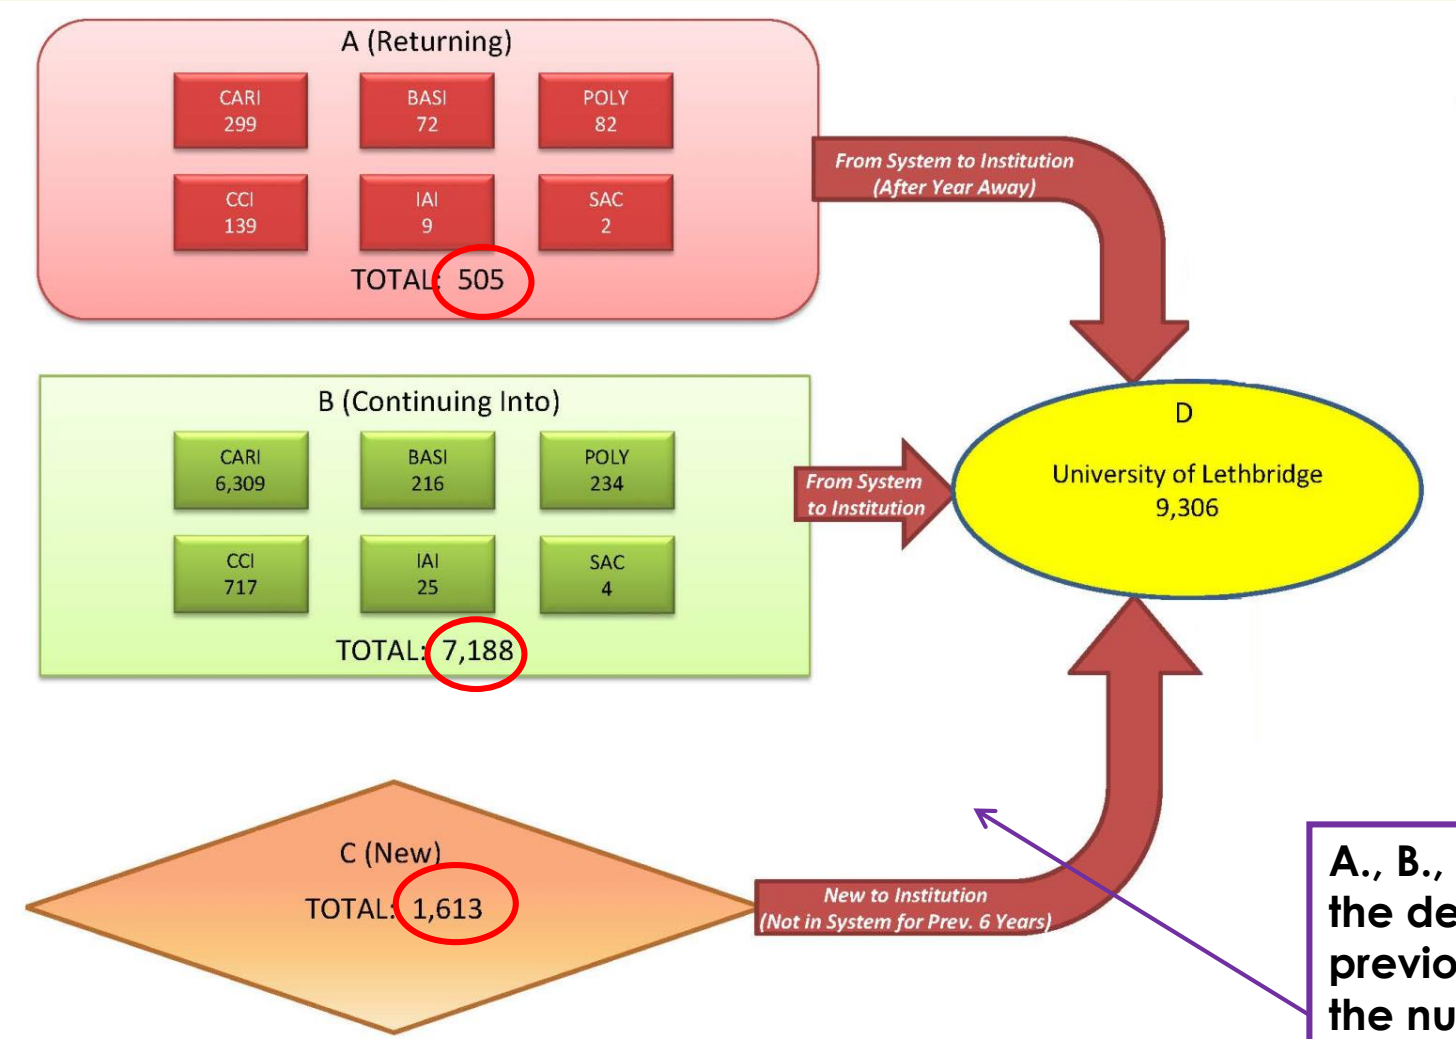 A (Returning)
CARI
299
BASI
72
POLY
82
CCI
139
IAI
9
SAC
2
TOTAL: 505
From System to Institution
(After Year Away)
B (Continuing Into)
CARI
6,309
BASI
216
POLY
234
CCI
717
IAI
25
SAC
4
TOTAL: 7,188
From System
to Institution
D
University of Lethbridge
9,306
C (New)
TOTAL: 1,613
New to Institution
(Not in System for Prev. 6 Years)
A., B.,
the de
previo
the nu